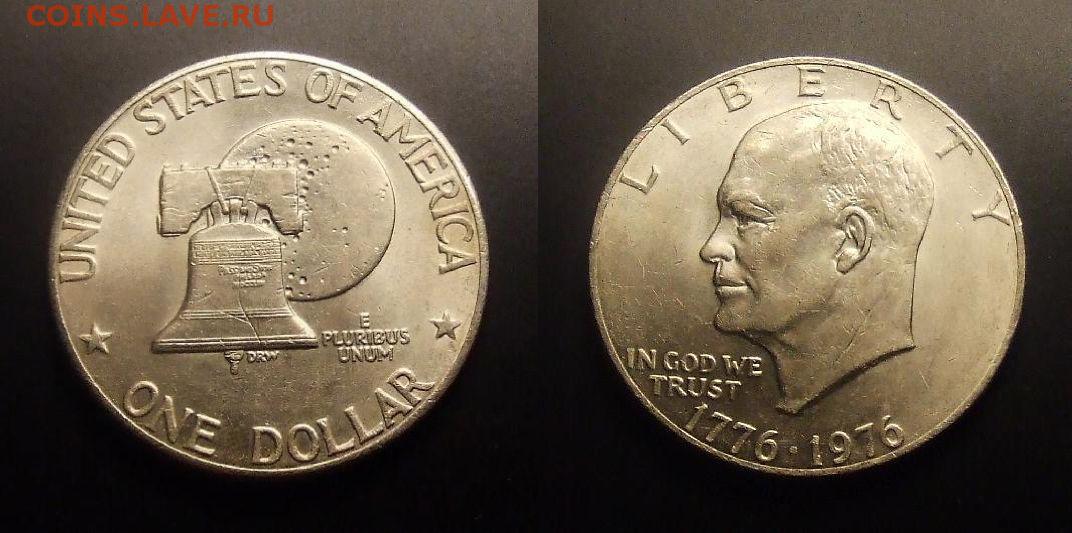 COINS.LAVE.RU
UNITED STATES OF AMERICA
E
PLURIBUS
UNUM
DRW
ONE DOLLAR
LIBERTY
IN GOD WE
TRUST
1776·1976